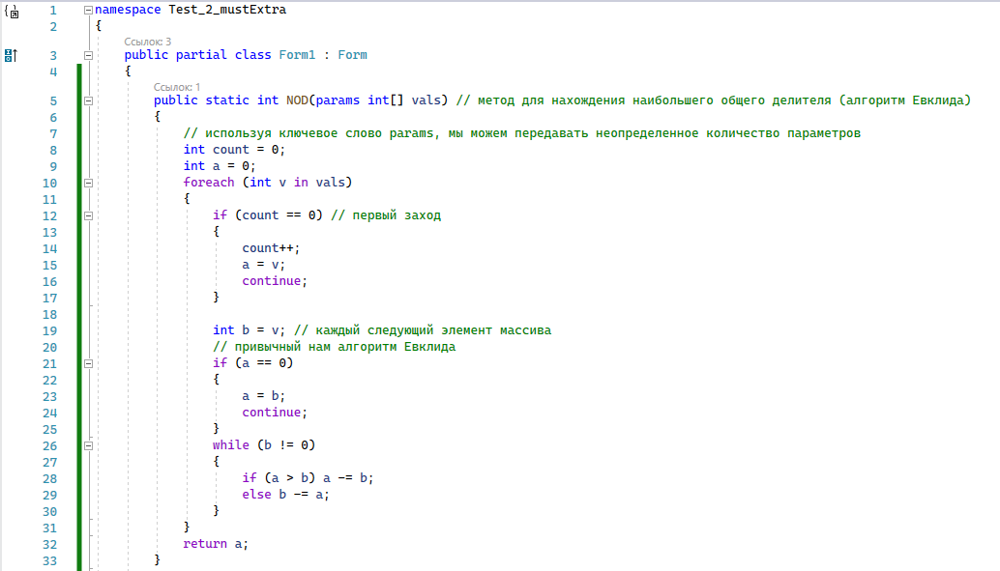 1 namespace Test_2_mustExtra
2 {
Ссылок: 3
3 public partial class Form1 : Form
4 {
Ссылок: 1
5 public static int NOD(params int[] vals) // метод для нахождения наибольшего общего делителя (алгоритм Евклида)
6 {
7 // используя ключевое слово params, мы можем передавать неопределенное количество параметров
8 int count = 0;
9 int a = 0;
10 foreach (int v in vals)
11 {
12 if (count == 0) // первый заход
13 {
14 count++;
15 a = v;
16 continue;
17 }
18
19 int b = v; // каждый следующий элемент массива
20 // привычный нам алгоритм Евклида
21 if (a == 0)
22 {
23 a = b;
24 continue;
25 }
26 while (b != 0)
27 {
28 if (a > b) a -= b;
29 else b -= a;
30 }
31 }
32 return a;
33 }